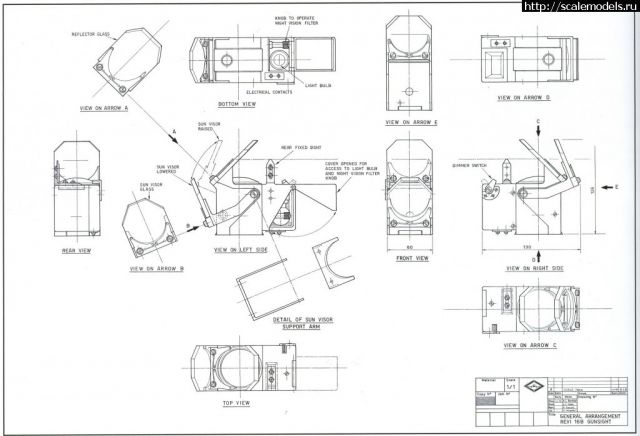 http://scalemodels.ru
REFLECTOR GLASS
VIEW ON ARROW A
KNOB TO OPERATE
NIGHT VISION FILTER
LIGHT BULB
ELECTRICAL CONTACTS
BOTTOM VIEW
VIEW ON ARROW E
VIEW ON ARROW D
A
SUN VISOR
RAISED
SUN VISOR
LOWERED
SUN VISOR
GLASS
REAR FIXED SIGHT
COVER OPENED FOR
ACCESS TO LIGHT BULB
AND NIGHT VISION FILTER
KNOB
DIMMER SWITCH
C
E
B
D
REAR VIEW
VIEW ON ARROW B
VIEW ON LEFT SIDE
80
FRONT VIEW
130
VIEW ON RIGHT SIDE
DETAIL OF SUN VISOR
SUPPORT ARM
VIEW ON ARROW C
TOP VIEW
Material
Scale
1/1
Title
GENERAL ARRANGEMENT
REVI 16B GUNSIGHT